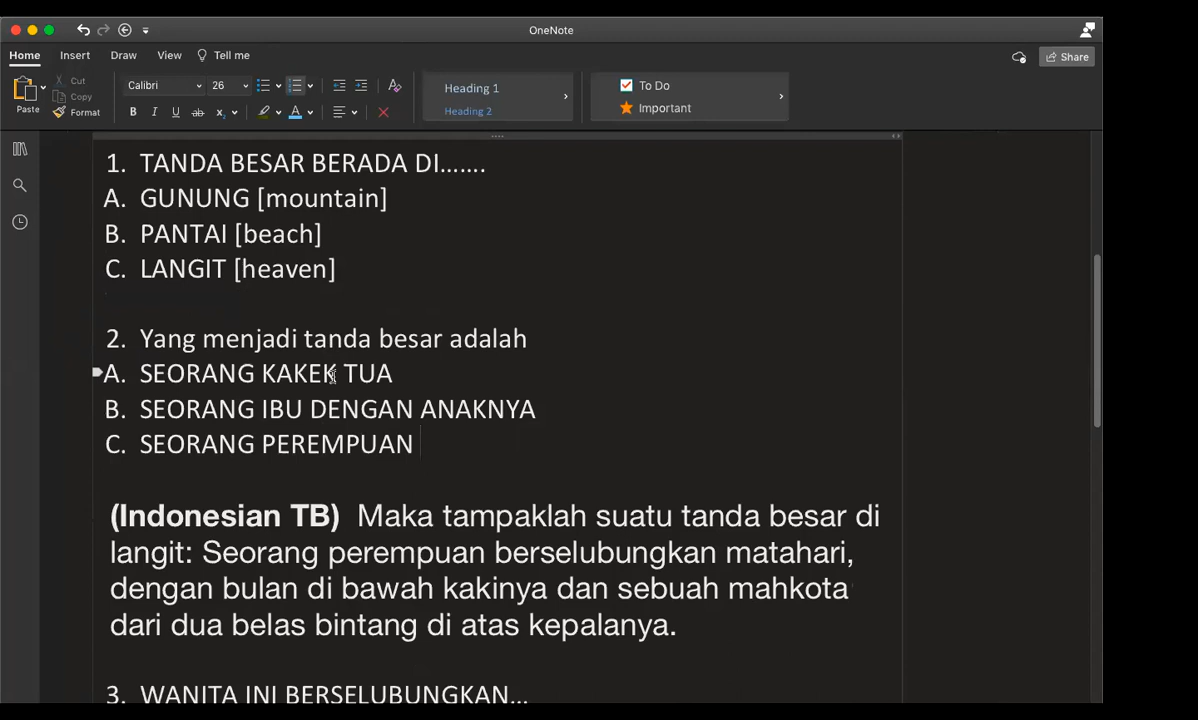 OneNote
Home Insert Draw View Tell me
Share
Paste
Cut
Copy
Format
Calibri 26
B I U ab x₂ A
Heading 1
Heading 2
To Do
Important
1. TANDA BESAR BERADA DI.......
A. GUNUNG [mountain]
B. PANTAI [beach]
C. LANGIT [heaven]
2. Yang menjadi tanda besar adalah
A. SEORANG KAKEK TUA
B. SEORANG IBU DENGAN ANAKNYA
C. SEORANG PEREMPUAN
(Indonesian TB) Maka tampaklah suatu tanda besar di
langit: Seorang perempuan berselubungkan matahari,
dengan bulan di bawah kakinya dan sebuah mahkota
dari dua belas bintang di atas kepalanya.
3. WANITA INI BERSELUBUNGKAN...